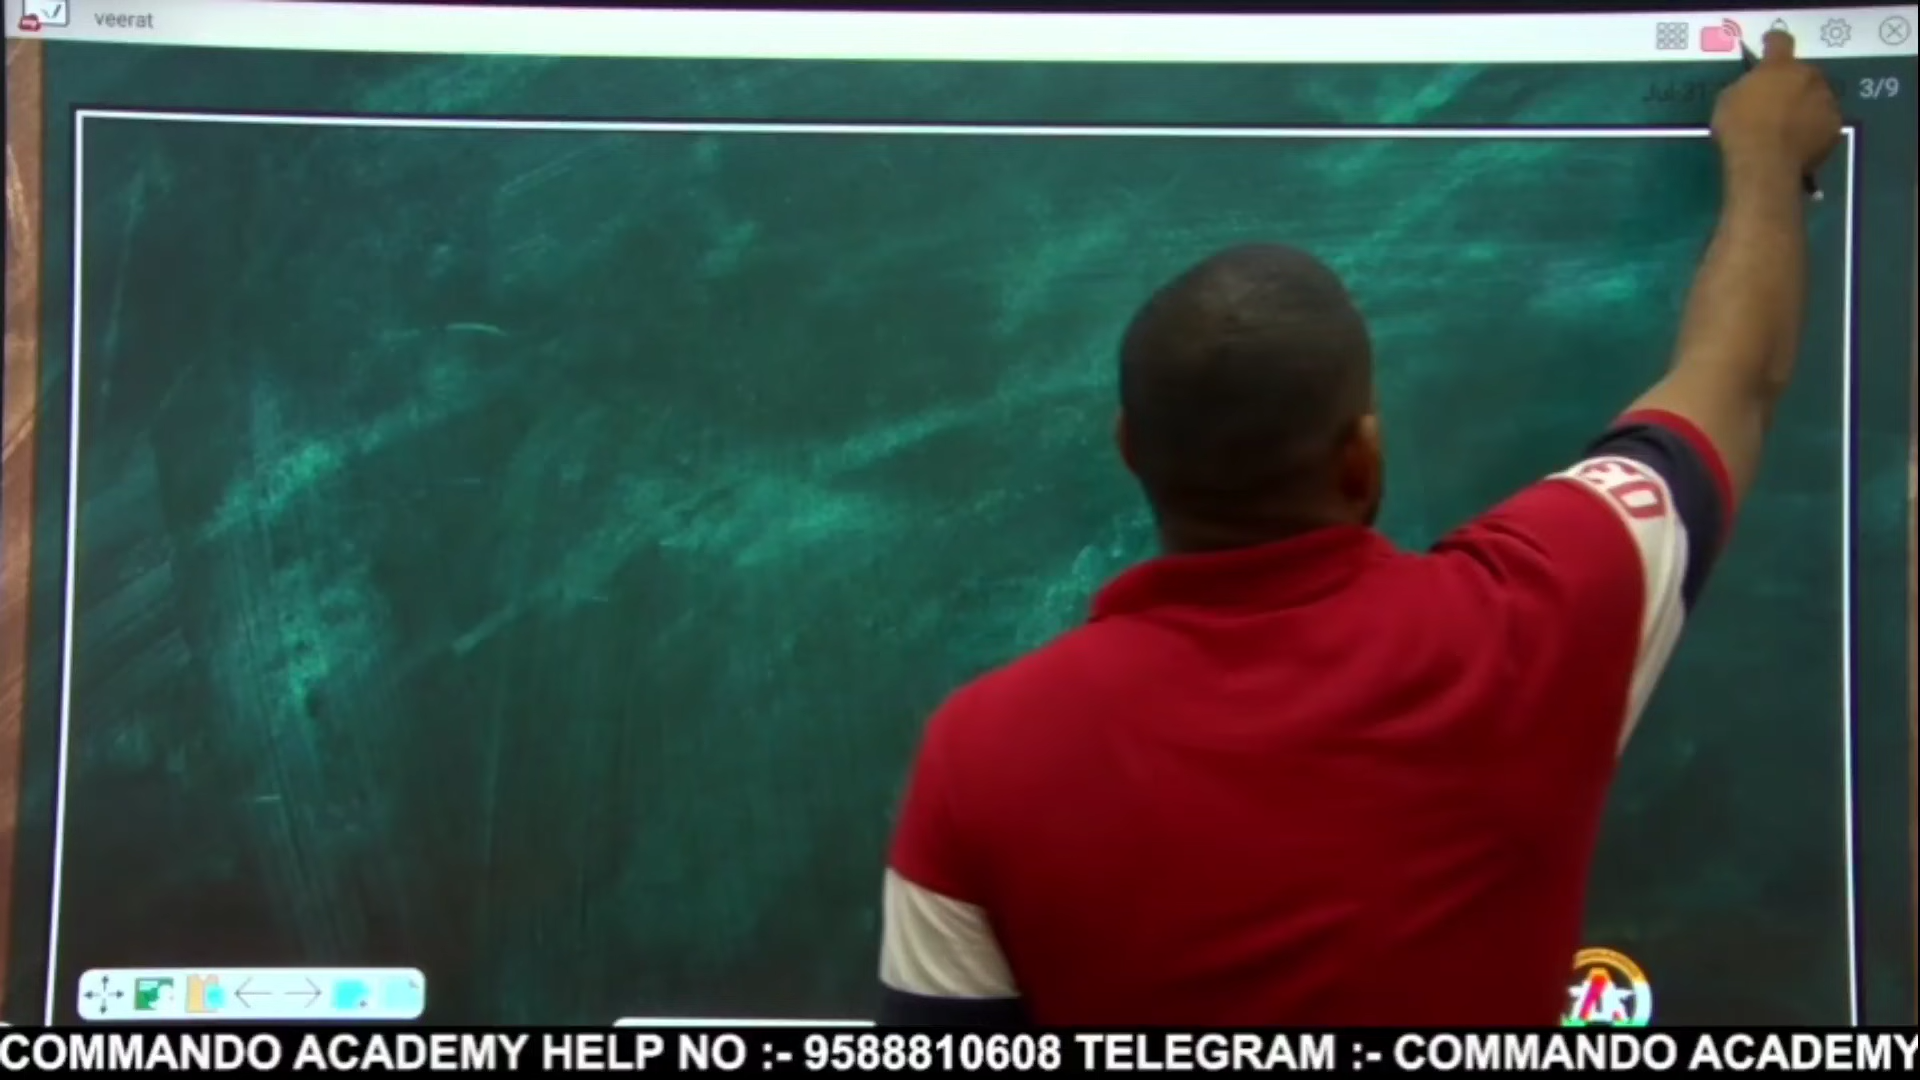 veerat
3/9
COMMANDO ACADEMY HELP NO :- 9588810608 TELEGRAM :- COMMANDO ACADEMY